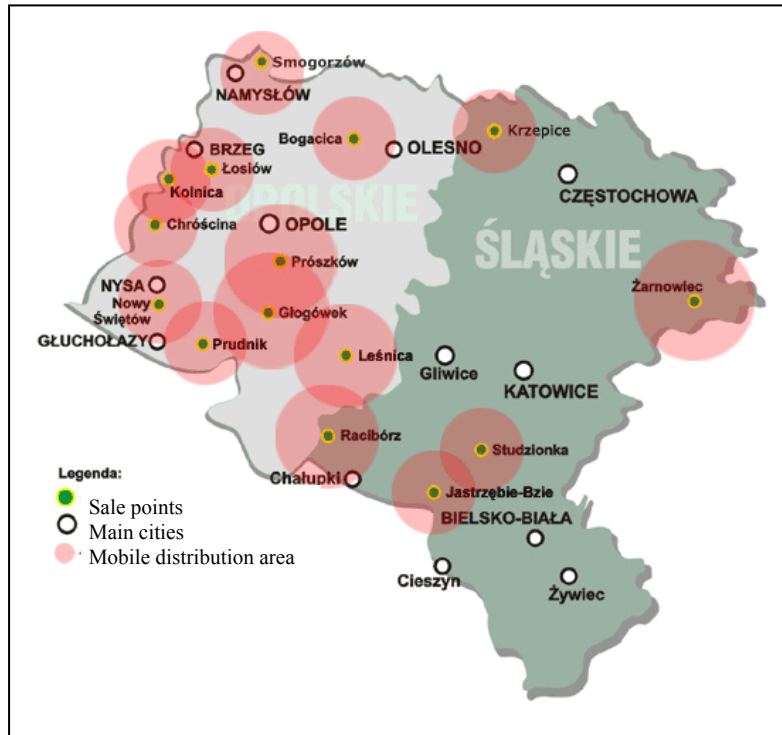 Smogorzów
NAMYSŁÓW
Bogacica
OLESNO
Krzepice
BRZEG
Łosiów
Kolnica
OPOLSKIE
CZĘSTOCHOWA
Chróścina
OPOLE
ŚLĄSKIE
Prószków
NYSA
Nowy
Świętów
Żarnowiec
Głogówek
GŁUCHOŁAZY
Prudnik
Leśnica
Gliwice
KATOWICE
Racibórz
Studzionka
Chałupki
Jastrzębie-Bzie
BIELSKO-BIAŁA
Cieszyn
Żywiec
Legenda:
Sale points
Main cities
Mobile distribution area